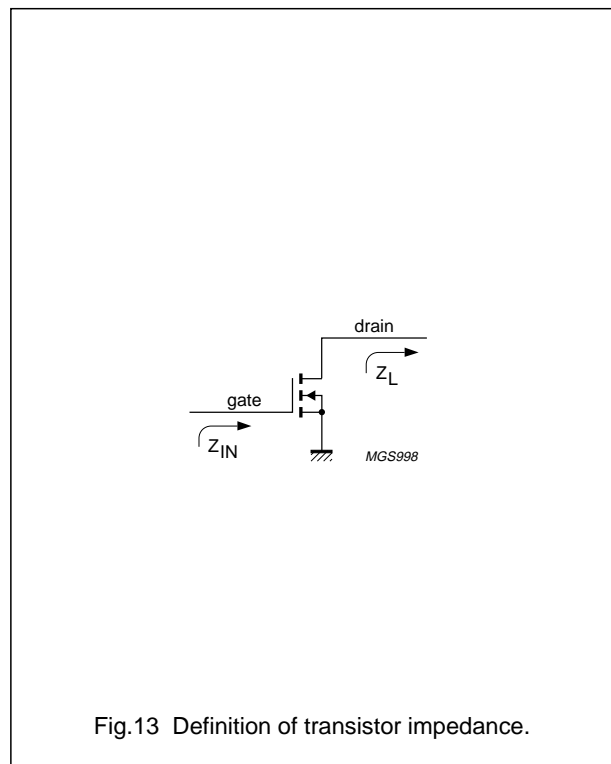 drain
Z_L
gate
Z_IN
MGS998
Fig.13 Definition of transistor impedance.